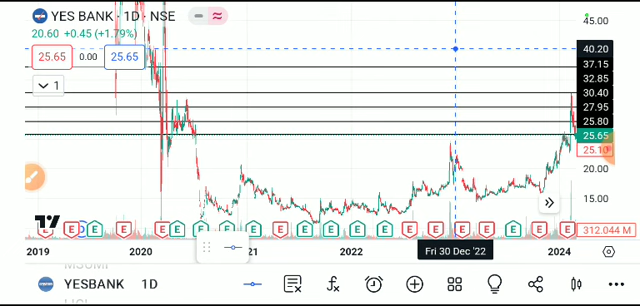 YES BANK · 1D · NSE
20.60 +0.45 (+1.79%)
25.65 0.00 25.65
1
45.00
40.20
37.15
32.85
30.40
27.95
25.80
25.65
25.10
20.00
15.00
312.044 M
E E E E E E E E E E E E E E E E E E E E
2019 2020 2021 2022 Fri 30 Dec '22 2024
YESBANK 1D